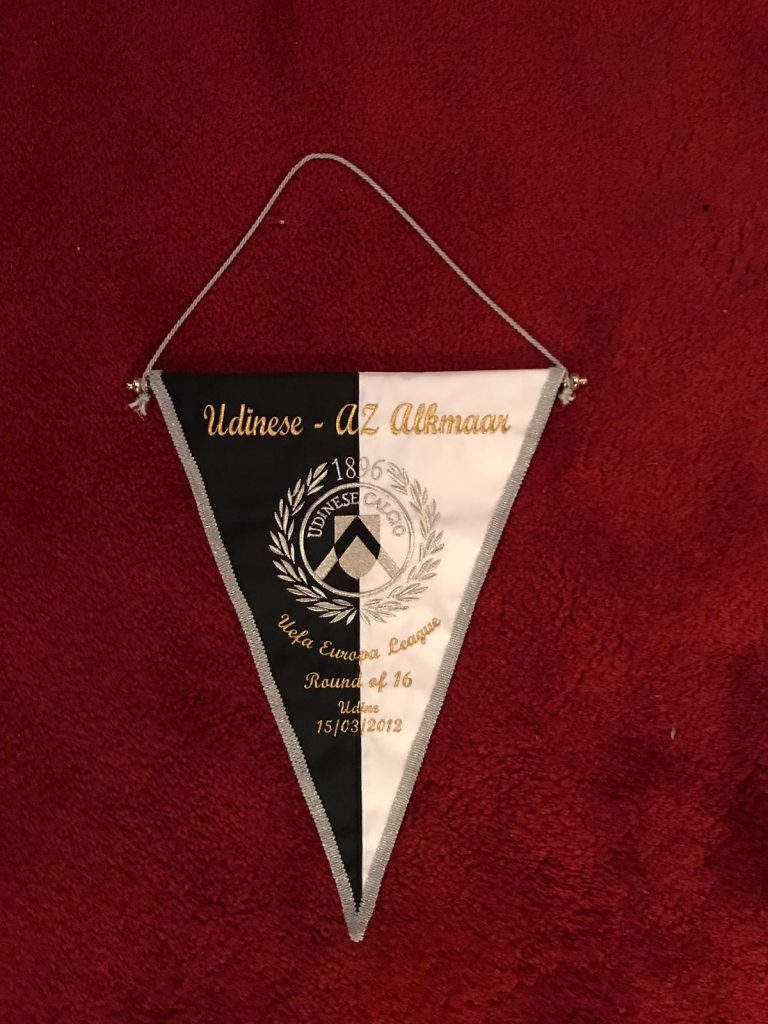 Udinese - AZ Alkmaar
1896
UDINESE CALCIO
Uefa Europa League
Round of 16
Udine
15/03/2012